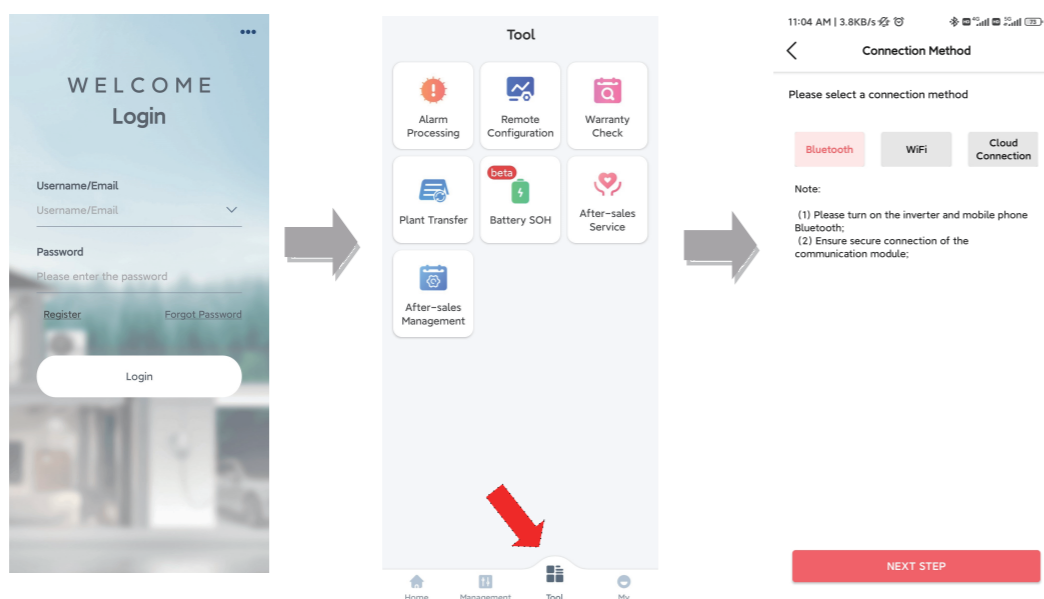 WELCOME
Login
Username/Email
Username/Email
Password
Please enter the password
Register Forgot Password
Login
Tool
Alarm
Processing
Remote
Configuration
Warranty
Check
Plant Transfer
beta
Battery SOH
After-sales
Service
After-sales
Management
Home Management Tool My
11:04 AM | 3.8KB/s
Connection Method
Please select a connection method
Bluetooth
WiFi
Cloud
Connection
Note:
(1) Please turn on the inverter and mobile phone
Bluetooth;
(2) Ensure secure connection of the
communication module;
NEXT STEP